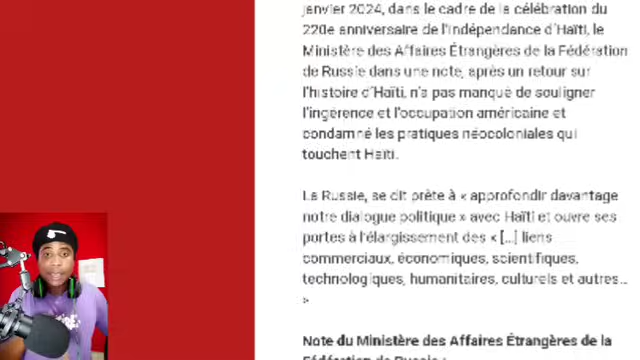 janvier 2024, dans le cadre de la célébration du
220e anniversaire de l'indépendance d'Haïti, le
Ministère des Affaires Étrangères de la Fédération
de Russie dans une note, après un retour sur
l'histoire d'Haïti, n'a pas manqué de souligner
l'ingérence et l'occupation américaine et
condamné les pratiques néocoloniales qui
touchent Haïti.
La Russie, se dit prête à « approfondir davantage
notre dialogue politique » avec Haïti et ouvre ses
portes à l'élargissement des « [...] liens
commerciaux, économiques, scientifiques,
technologiques, humanitaires, culturels et autres...
»
Note du Ministère des Affaires Étrangères de la
Fédération de Russie :